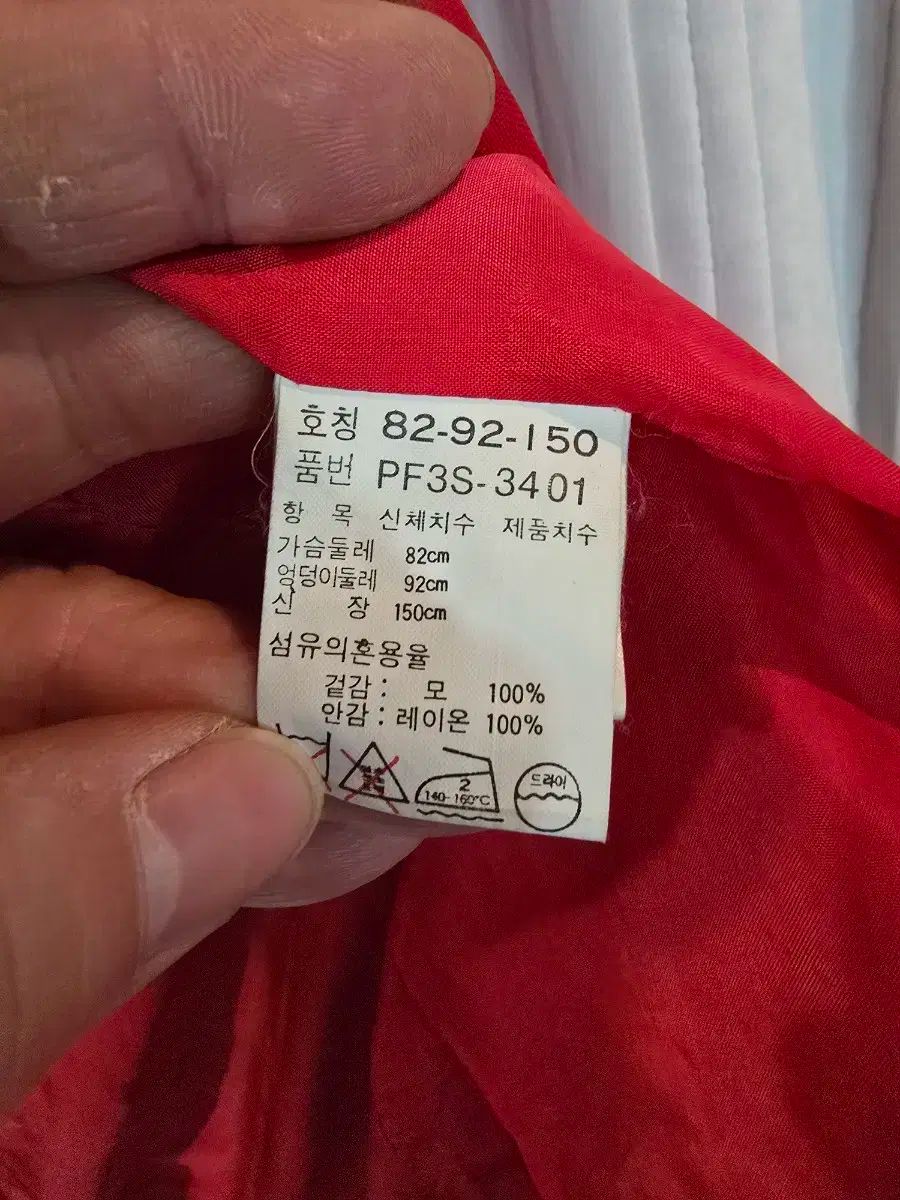 호칭 82-92-150
품번 PF3S-3401
항 목 신체치수 제품치수
가슴둘레 82cm
엉덩이둘레 92cm
신 장 150cm
섬유의혼용율
겉감 : 모 100%
안감 : 레이온 100%
2
140-160°C
드라이